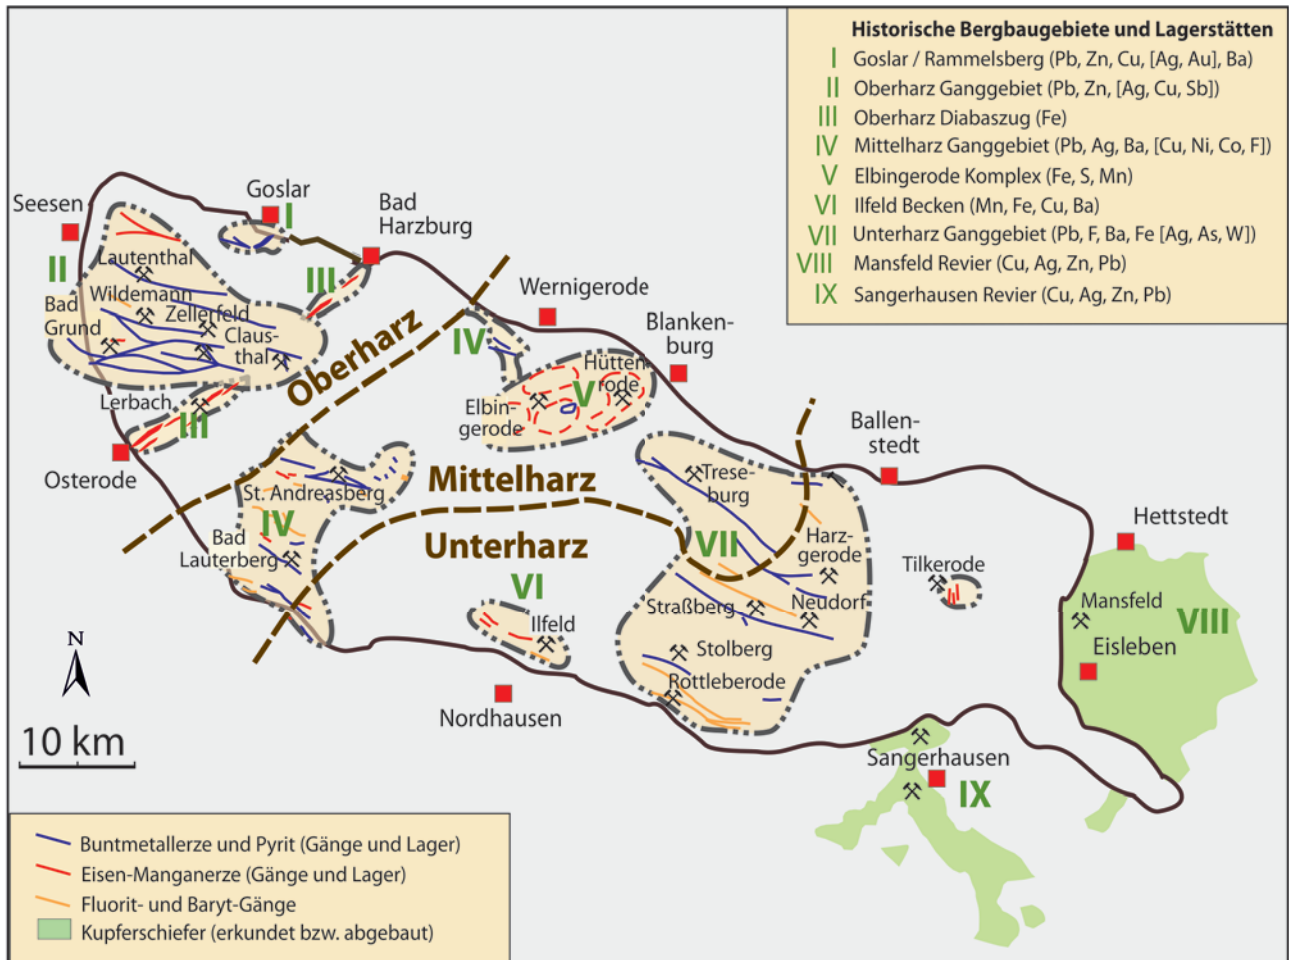 Historische Bergbaugebiete und Lagerstätten
I Goslar / Rammelsberg (Pb, Zn, Cu, [Ag, Au], Ba)
II Oberharz Ganggebiet (Pb, Zn, [Ag, Cu, Sb])
III Oberharz Diabaszug (Fe)
IV Mittelharz Ganggebiet (Pb, Ag, Ba, [Cu, Ni, Co, F])
V Elbingerode Komplex (Fe, S, Mn)
VI Ilfeld Becken (Mn, Fe, Cu, Ba)
VII Unterharz Ganggebiet (Pb, F, Ba, Fe [Ag, As, W])
VIII Mansfeld Revier (Cu, Ag, Zn, Pb)
IX Sangerhausen Revier (Cu, Ag, Zn, Pb)
Seesen
Goslar
I
Bad
Harzburg
II
Lautenthal
III
Wildemann
Bad
Grund
Zellerfeld
Claus-
thal
Oberharz
Wernigerode
IV
Blanken-
burg
Hütten-
rode
V
Elbin-
gerode
Lerbach
III
Osterode
Ballen-
stedt
St. Andreasberg
Mittelharz
Trese-
burg
IV
Unterharz
VII
Bad
Lauterberg
Harz-
gerode
Hettstedt
VI
Tilkerode
Straßberg
Neudorf
Mansfeld
VIII
Ilfeld
Eisleben
Stolberg
Rottleberode
N
Nordhausen
10 km
Sangerhausen
IX
Buntmetallerze und Pyrit (Gänge und Lager)
Eisen-Manganerze (Gänge und Lager)
Fluorit- und Baryt-Gänge
Kupferschiefer (erkundet bzw. abgebaut)